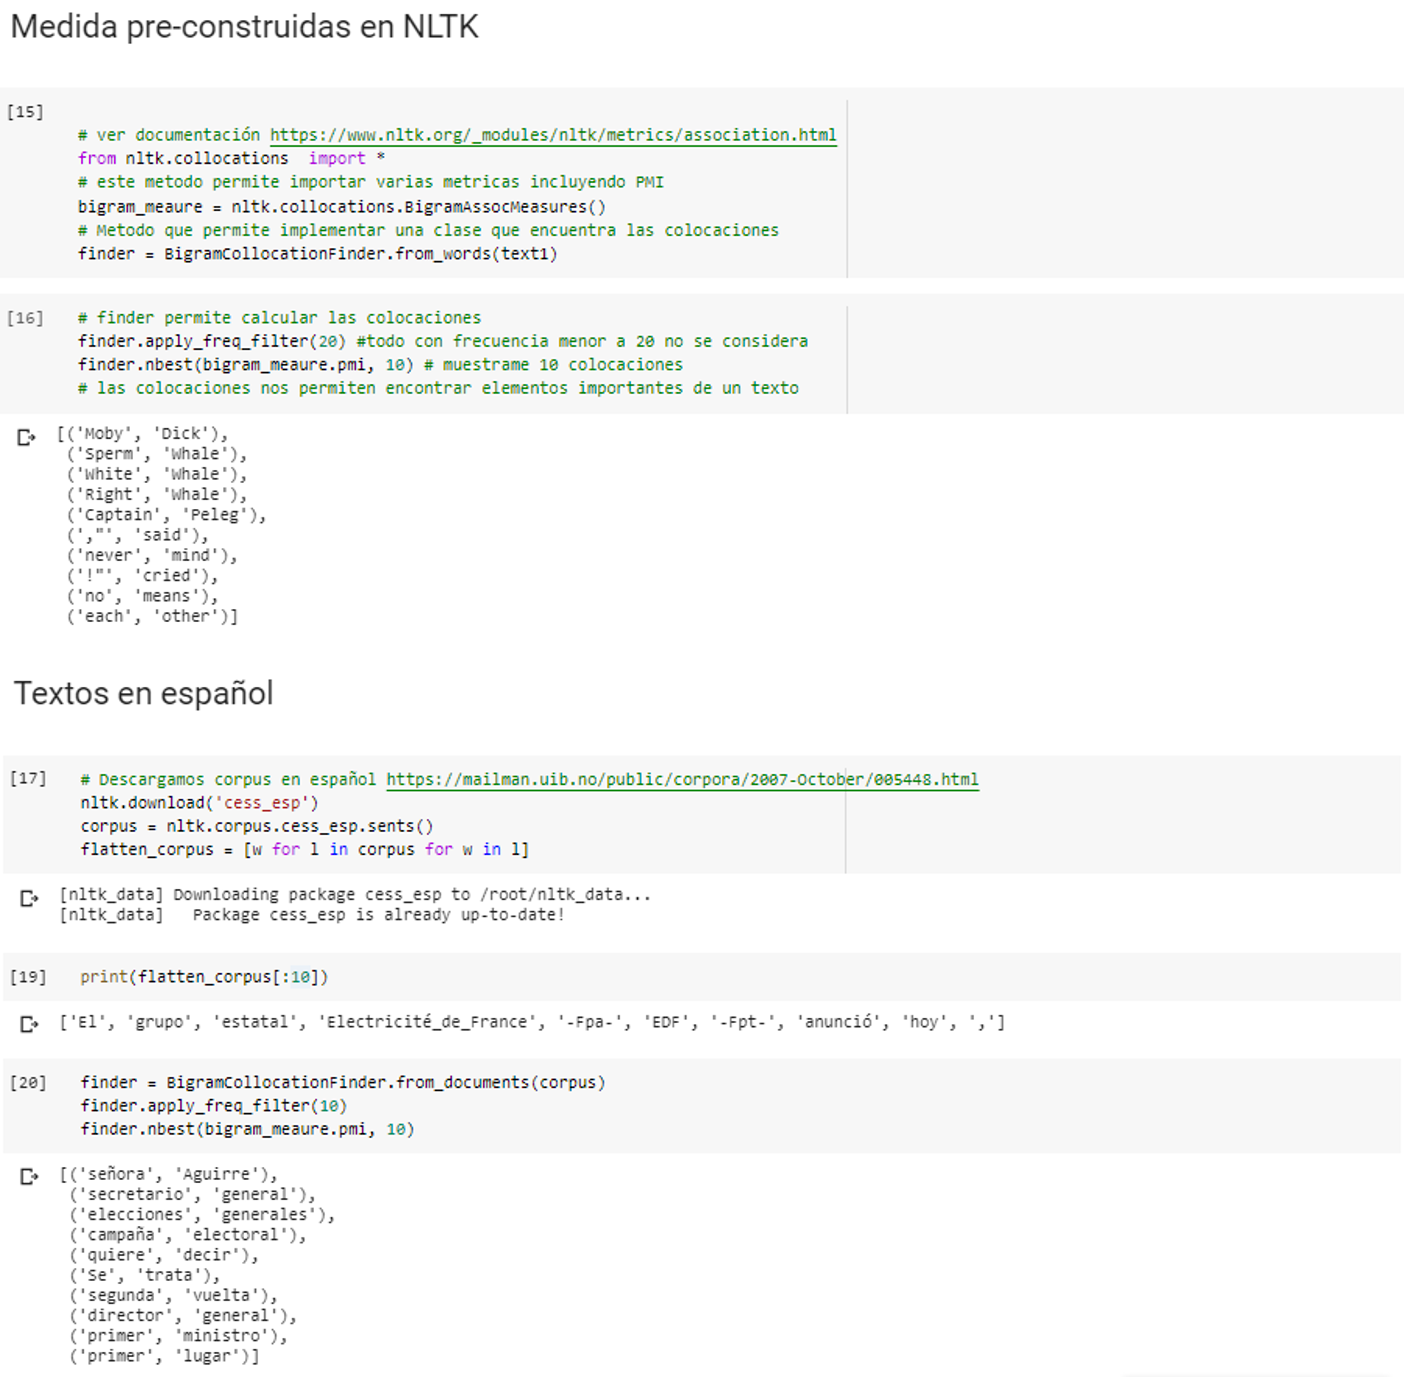 Medida pre-construidas en NLTK
[15]
# ver documentación https://www.nltk.org/_modules/nltk/metrics/association.html
from nltk.collocations  import *
# este metodo permite importar varias metricas incluyendo PMI
bigram_meaure = nltk.collocations.BigramAssocMeasures()
# Metodo que permite implementar una clase que encuentra las colocaciones
finder = BigramCollocationFinder.from_words(text1)
[16] # finder permite calcular las colocaciones
finder.apply_freq_filter(20) #todo con frecuencia menor a 20 no se considera
finder.nbest(bigram_meaure.pmi, 10) # muestrame 10 colocaciones
# las colocaciones nos permiten encontrar elementos importantes de un texto
[('Moby', 'Dick'),
('Sperm', 'Whale'),
('White', 'Whale'),
('Right', 'Whale'),
('Captain', 'Peleg'),
(',"', 'said'),
('never', 'mind'),
('!"', 'cried'),
('no', 'means'),
('each', 'other')]
Textos en español
[17] # Descargamos corpus en español https://mailman.uib.no/public/corpora/2007-October/005448.html
nltk.download('cess_esp')
corpus = nltk.corpus.cess_esp.sents()
flatten_corpus = [w for l in corpus for w in l]
[nltk_data] Downloading package cess_esp to /root/nltk_data...
[nltk_data]   Package cess_esp is already up-to-date!
[19] print(flatten_corpus[:10])
['El', 'grupo', 'estatal', 'Electricité_de_France', '-Fpa-', 'EDF', '-Fpt-', 'anunció', 'hoy', ',']
[20] finder = BigramCollocationFinder.from_documents(corpus)
finder.apply_freq_filter(10)
finder.nbest(bigram_meaure.pmi, 10)
[('señora', 'Aguirre'),
('secretario', 'general'),
('elecciones', 'generales'),
('campaña', 'electoral'),
('quiere', 'decir'),
('Se', 'trata'),
('segunda', 'vuelta'),
('director', 'general'),
('primer', 'ministro'),
('primer', 'lugar')]